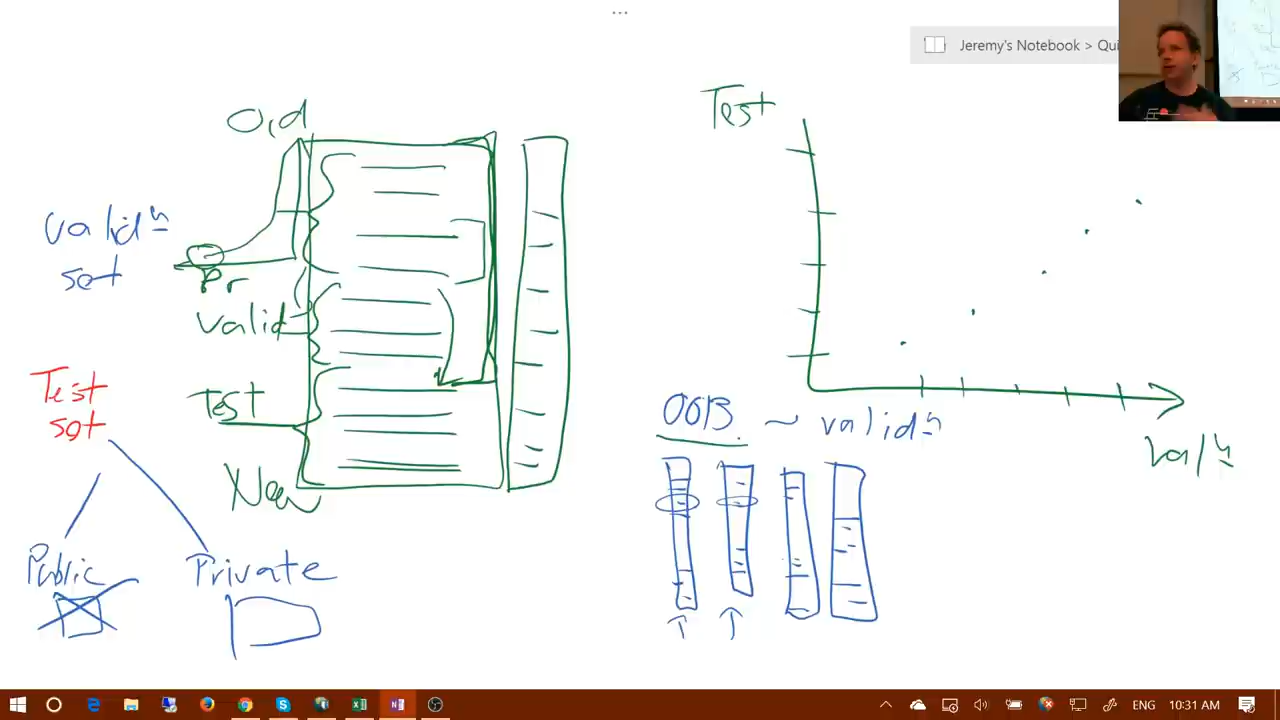 Jeremy's Notebook > Qui
Old
validⁿ
set
Pr
valid
Test
New
Test
set
Public
Private
Test
OOB ~ validⁿ
valⁿ
ENG
10:31 AM